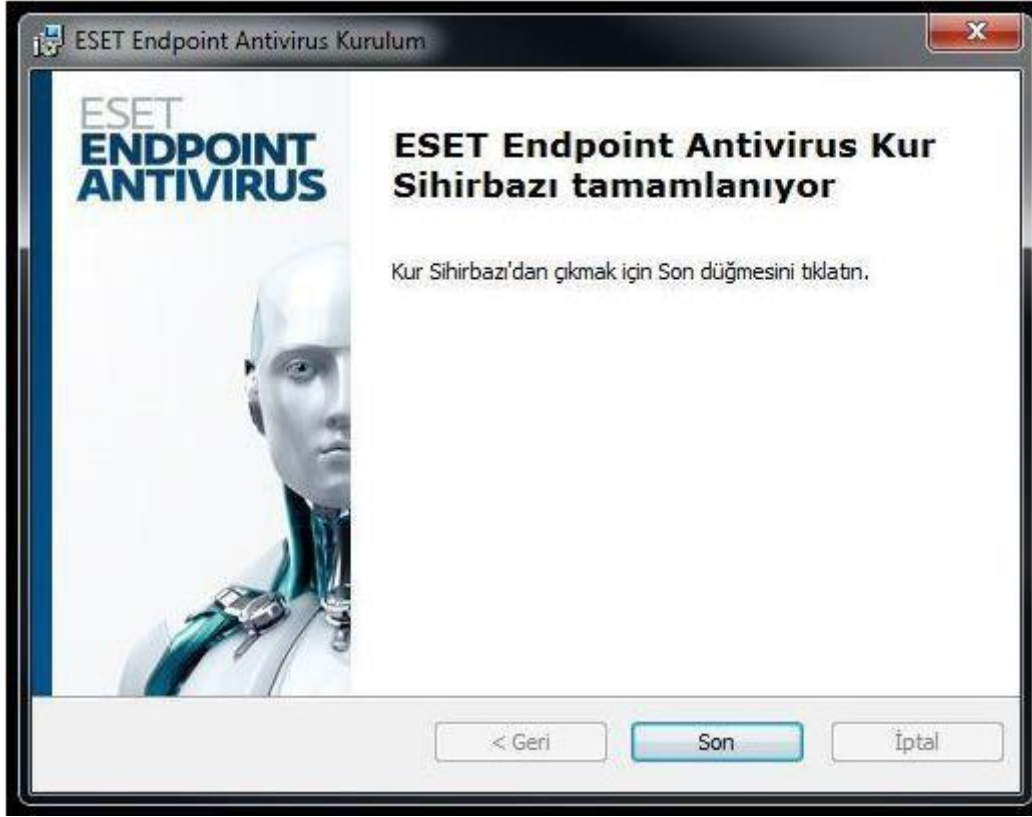 ESET Endpoint Antivirus Kurulum
x
ESET
ENDPOINT
ANTIVIRUS
ESET Endpoint Antivirus Kur
Sihirbazı tamamlanıyor
Kur Sihirbazı'dan çıkmak için Son düğmesini tıklatın.
< Geri
Son
İptal